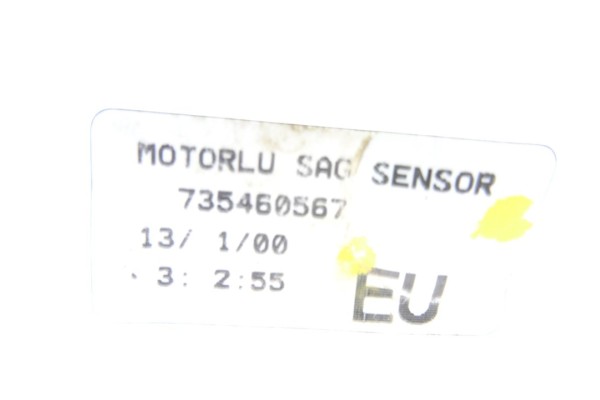 MOTORLU SAG SENSOR
735460567
13/ 1/00
3: 2:55
EU